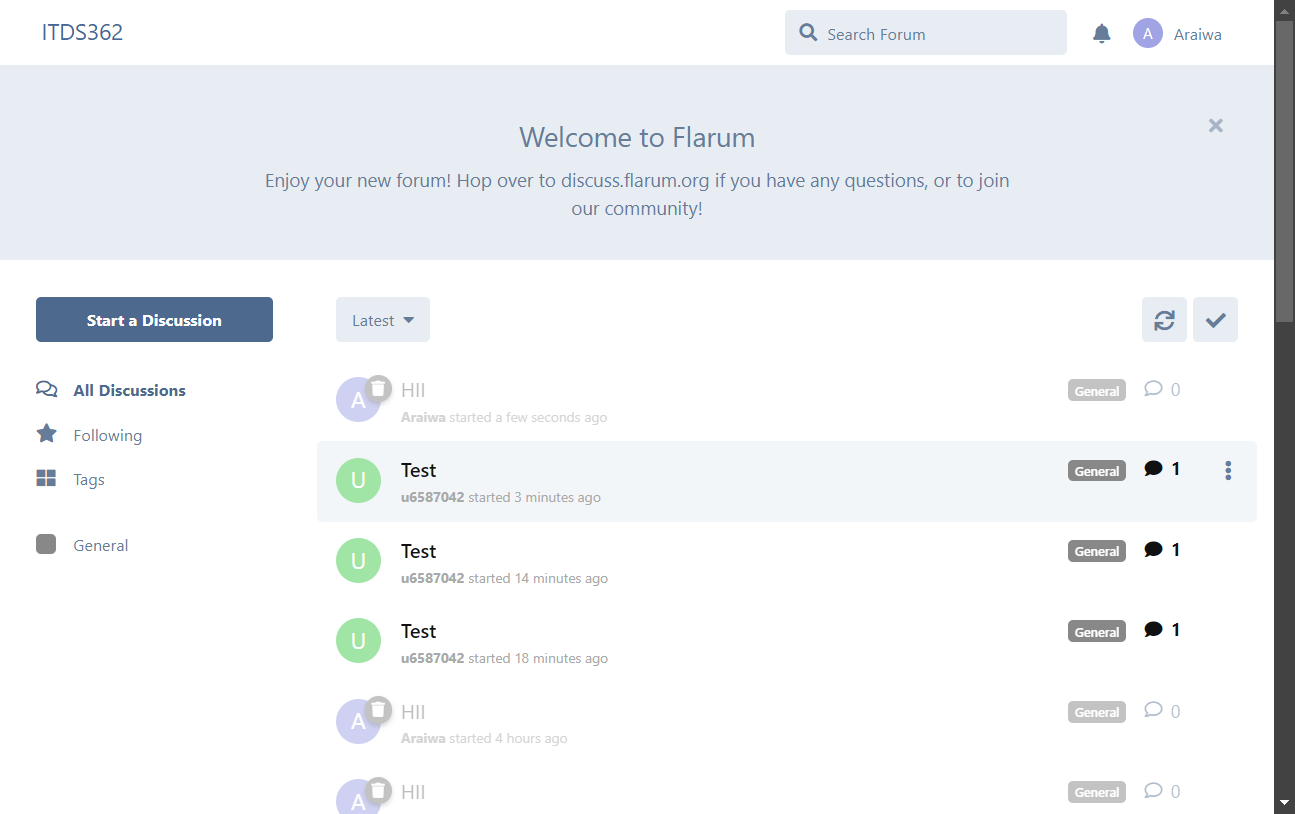 ITDS362
Search Forum
A
Araiwa
Welcome to Flarum
Enjoy your new forum! Hop over to discuss.flarum.org if you have any questions, or to join
our community!
Start a Discussion
Latest
All Discussions
Following
Tags
General
A
HII
General
0
Araiwa started a few seconds ago
U
Test
General
1
u6587042 started 3 minutes ago
U
Test
General
1
u6587042 started 14 minutes ago
U
Test
General
1
u6587042 started 18 minutes ago
A
HII
General
0
Araiwa started 4 hours ago
A
HII
General
0